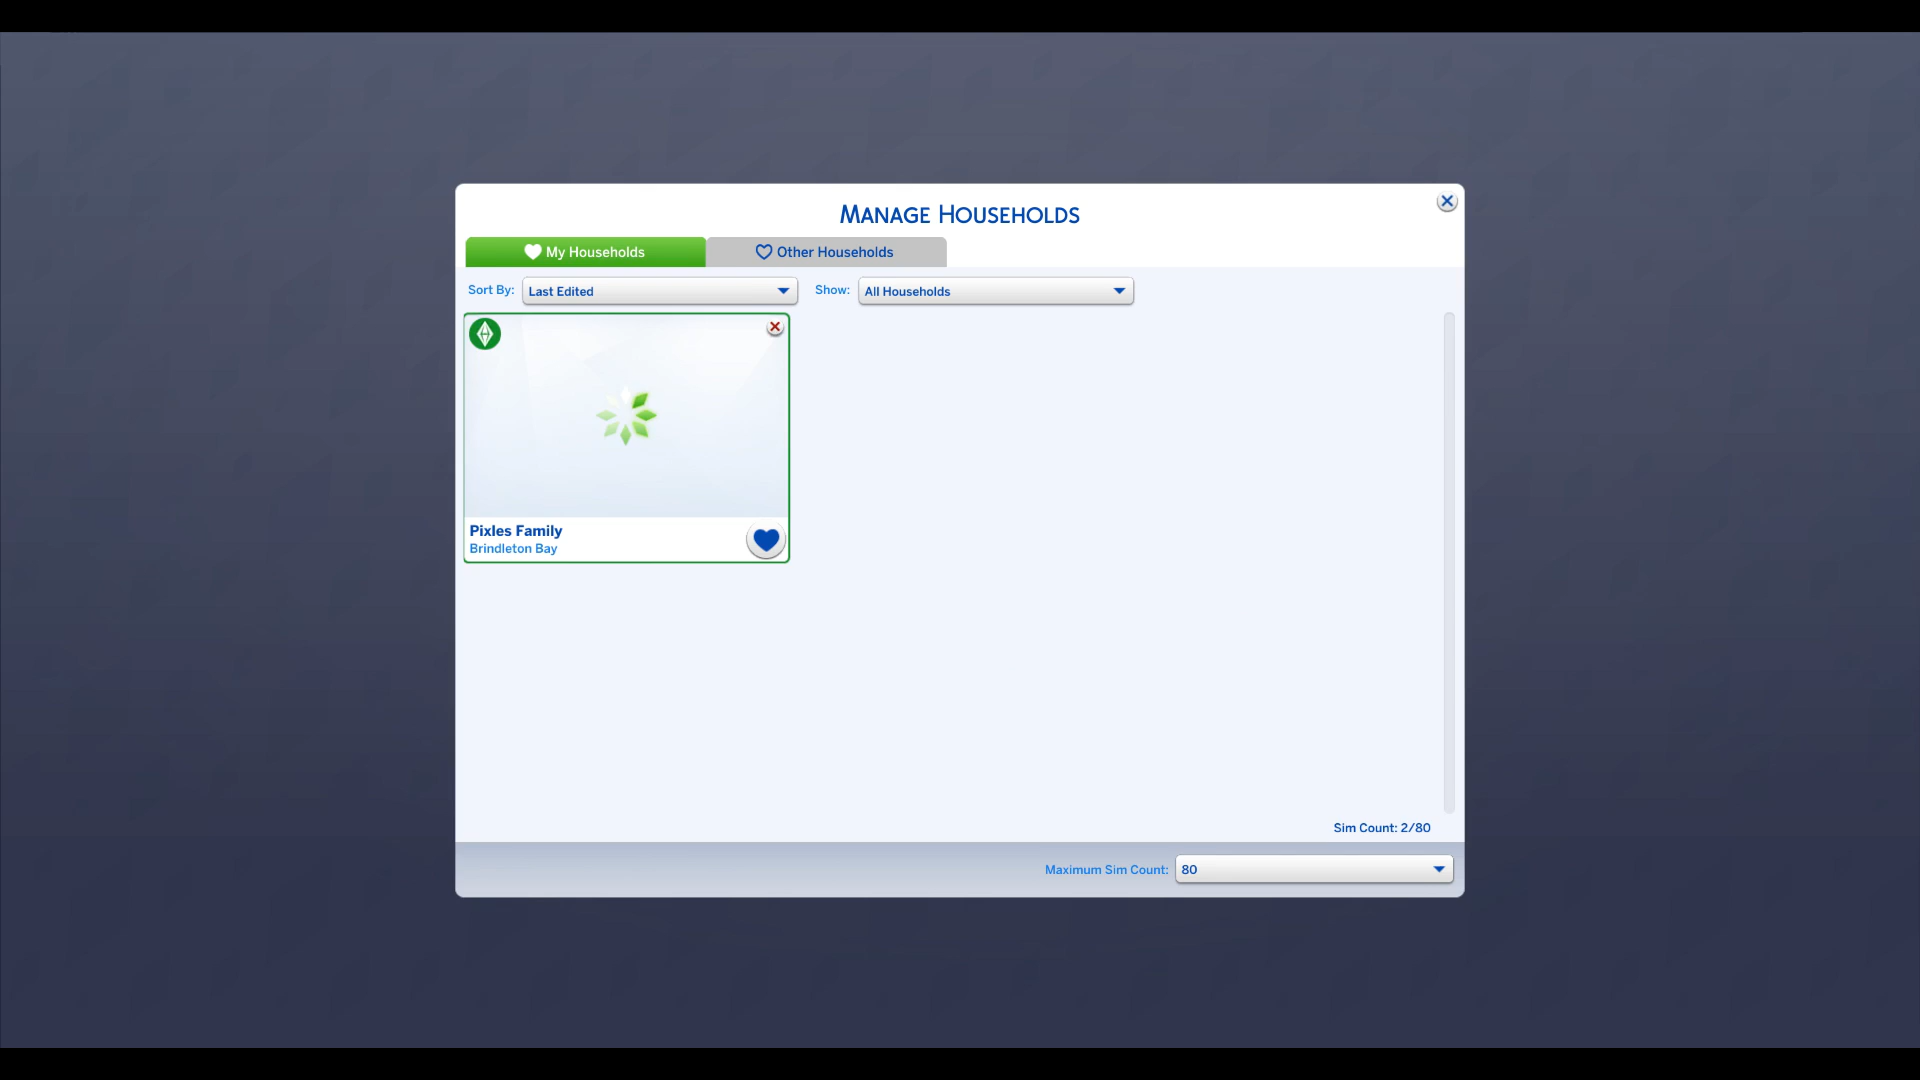 Manage Households
My Households
Other Households
Sort By: Last Edited
Show: All Households
Pixles Family
Brindleton Bay
Sim Count: 2/80
Maximum Sim Count: 80